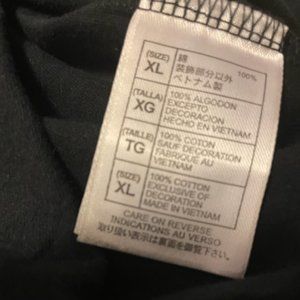 (SIZE) XL
綿 100%
装飾部分以外
ベトナム製
(TALLA) XG
100% ALGODON
EXCEPTO
DECORACION
HECHO EN VIETNAM
(TAILLE) TG
100% COTON
SAUF DECORATION
FABRIQUE AU
VIETNAM
(SIZE) XL
100% COTTON
EXCLUSIVE OF
DECORATION
MADE IN VIETNAM
CARE ON REVERSE
INDICATIONS AU VERSO
取り扱い表示は裏面を御覧下さい